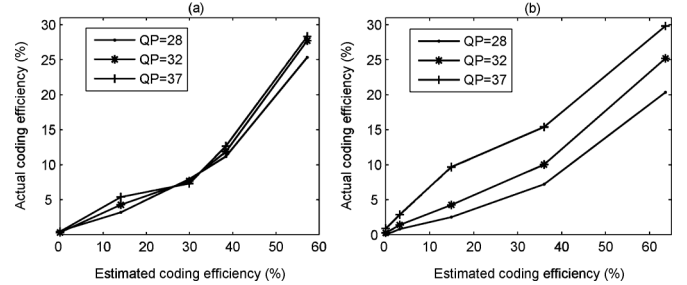 (a)
30
25
20
15
10
5
0
10
20
30
40
50
60
Actual coding efficiency (%)
Estimated coding efficiency (%)
QP=28
QP=32
QP=37
(b)
30
25
20
15
10
5
0
0
10
20
30
40
50
60
Actual coding efficiency (%)
Estimated coding efficiency (%)
QP=28
QP=32
QP=37